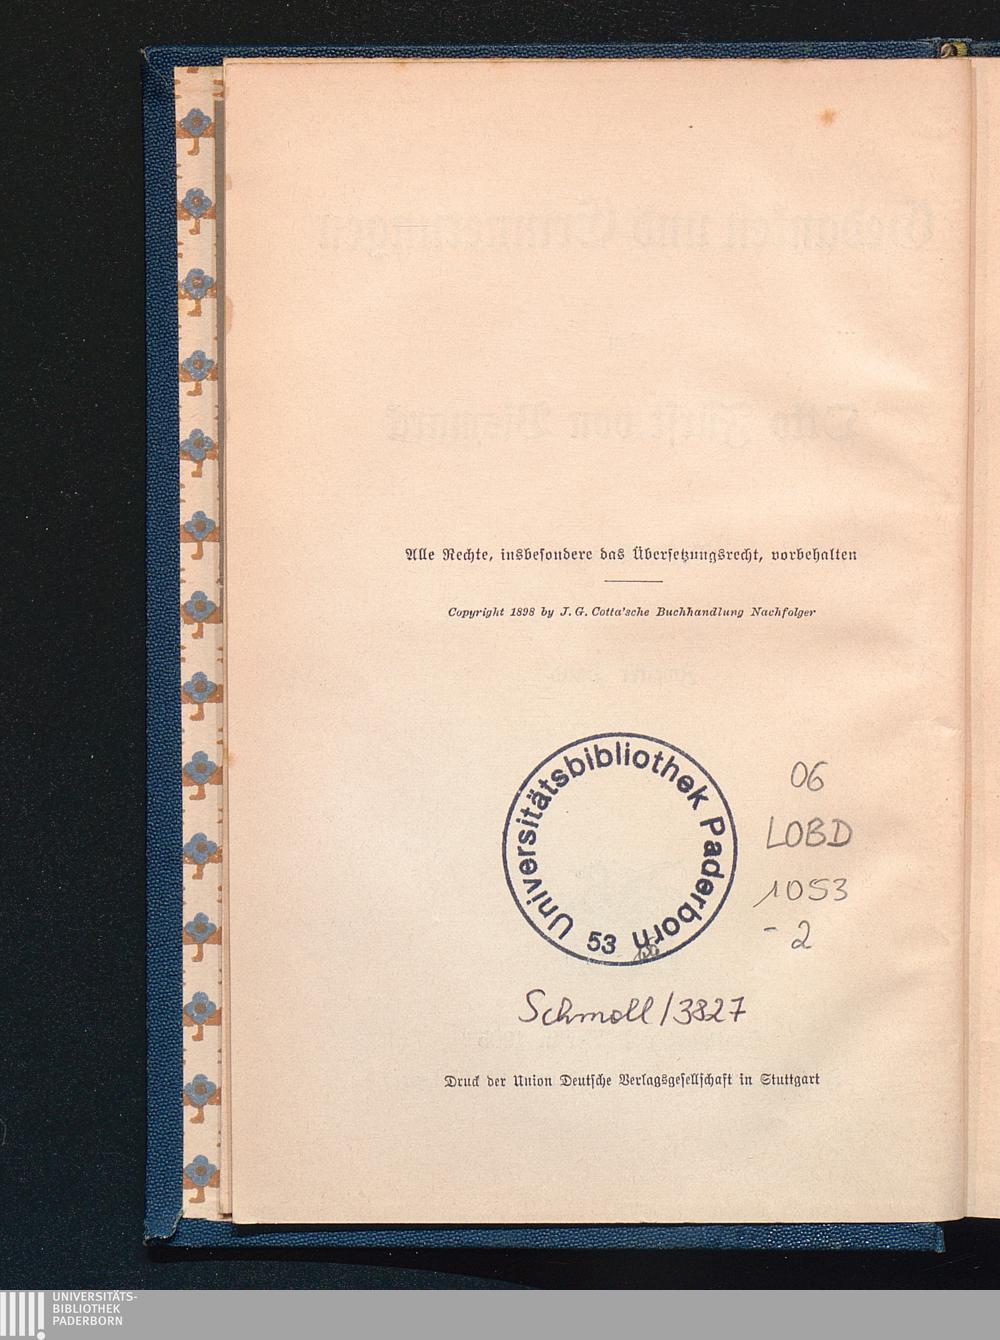 Alle Rechte, insbesondere das Übersetzungsrecht, vorbehalten
Copyright 1898 by J. G. Cotta'sche Buchhandlung Nachfolger
Universitätsbibliothek Paderborn
53
06
LOBD
1053
- 2
Schmoll / 3827
Druck der Union Deutsche Verlagsgesellschaft in Stuttgart
UNIVERSITÄTS-
BIBLIOTHEK
PADERBORN